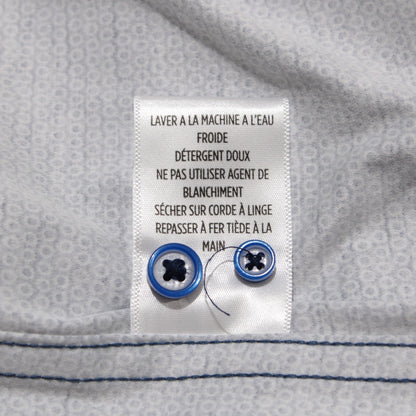 LAVER A LA MACHINE A L'EAU
FROIDE
DÉTERGENT DOUX
NE PAS UTILISER AGENT DE
BLANCHIMENT
SÉCHER SUR CORDE À LINGE
REPASSER À FER TIÈDE À LA
MAIN